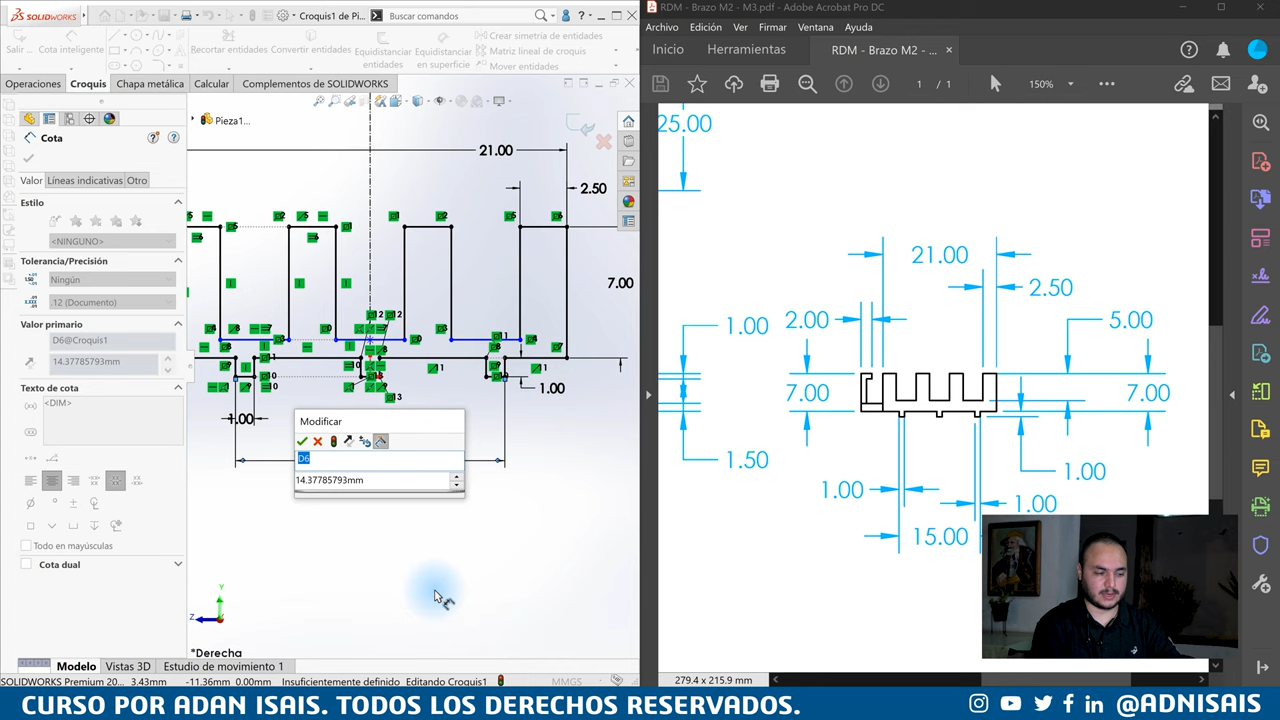 SOLIDWORKS
Croquis1 de Pi...
Buscar comandos
Salir ...
Cota inteligente
Recortar entidades
Convertir entidades
Equidistanciar entidades
Equidistanciar en superficie
Crear simetría de entidades
Matriz lineal de croquis
Mover entidades
Operaciones
Croquis
Chapa metálica
Calcular
Complementos de SOLIDWORKS
Pieza1...
Cota
Valor
Líneas indicativas
Otro
Estilo
<NINGUNO>
Tolerancia/Precisión
Ningún
.12 (Documento)
Valor primario
D6@Croquis1
14.37785793mm
Texto de cota
<DIM>
Todo en mayúsculas
Cota dual
21.00
2.50
7.00
1.00
1.00
Modificar
D6
14.37785793mm
Y
Z
*Derecha
Modelo
Vistas 3D
Estudio de movimiento 1
SOLIDWORKS Premium 20...
3.43mm
-11.36mm
0.00mm
Insuficientemente definido
Editando Croquis1
MMGS
RDM - Brazo M2 - M3.pdf - Adobe Acrobat Pro DC
Archivo
Edición
Ver
Firmar
Ventana
Ayuda
Inicio
Herramientas
RDM - Brazo M2 - ...
1 / 1
150%
25.00
21.00
2.50
2.00
1.00
5.00
7.00
7.00
1.50
1.00
1.00
1.00
15.00
279.4 x 215.9 mm
CURSO POR ADAN ISAIS. TODOS LOS DERECHOS RESERVADOS.
@ADNISAIS